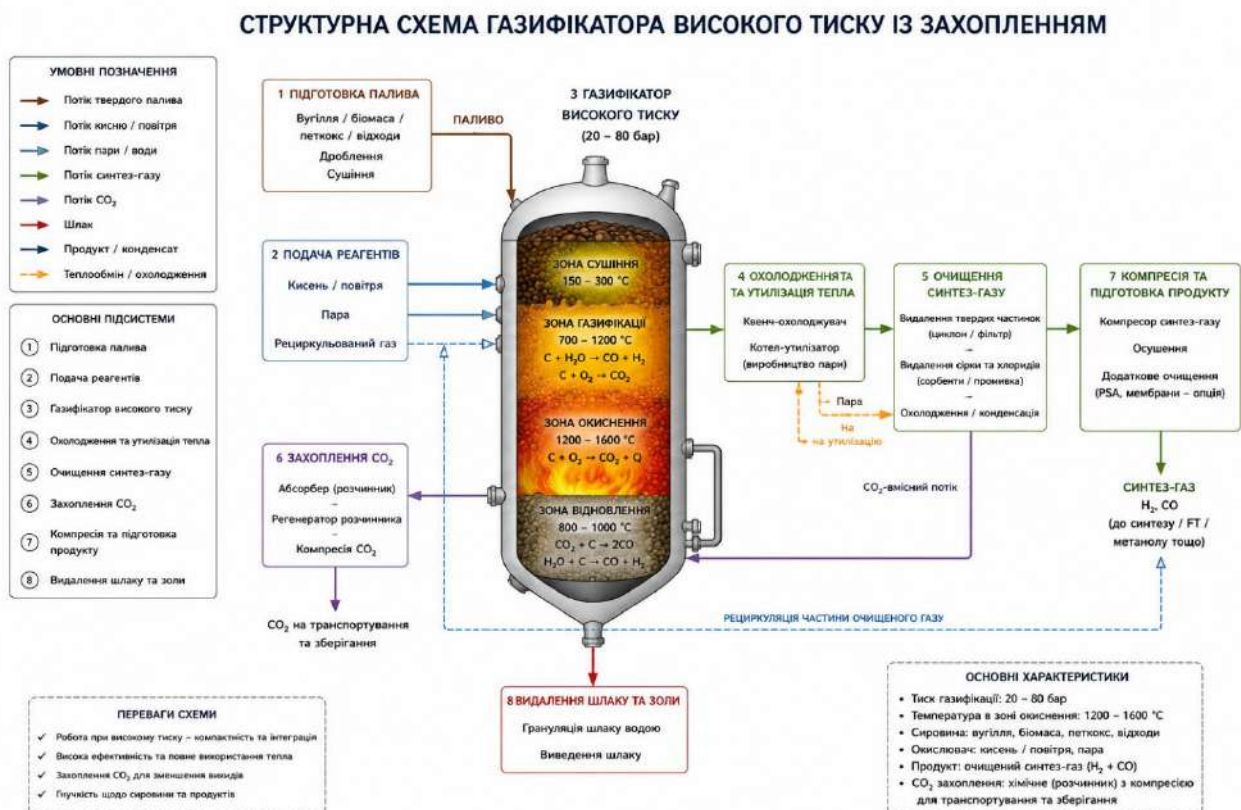 СТРУКТУРНА СХЕМА ГАЗИФІКАТОРА ВИСОКОГО ТИСКУ ІЗ ЗАХОПЛЕННЯМ
УМОВНІ ПОЗНАЧЕННЯ
Потік твердого палива
Потік кисню / повітря
Потік пари / води
Потік синтез-газу
Потік CO₂
Шлак
Продукт / конденсат
Теплообмін / охолодження
ОСНОВНІ ПІДСИСТЕМИ
1 Підготовка палива
2 Подача реагентів
3 Газифікатор високого тиску
4 Охолодження та утилізація тепла
5 Очищення синтез-газу
6 Захоплення CO₂
7 Компресія та підготовка
продукту
8 Видалення шлаку та золи
1 ПІДГОТОВКА ПАЛИВА
Вугілля / біомаса /
петкокс / відходи
Дроблення
Сушіння
ПАЛИВО
2 ПОДАЧА РЕАГЕНТІВ
Кисень / повітря
Пара
Рециркульований газ
3 ГАЗИФІКАТОР
ВИСОКОГО ТИСКУ
(20 – 80 бар)
ЗОНА СУШІННЯ
150 – 300 °C
ЗОНА ГАЗИФІКАЦІЇ
700 – 1200 °C
C + H₂O → CO + H₂
C + O₂ → CO₂
ЗОНА ОКИСНЕННЯ
1200 – 1600 °C
C + O₂ → CO₂ + Q
ЗОНА ВІДНОВЛЕННЯ
800 – 1000 °C
CO₂ + C → 2CO
H₂O + C → CO + H₂
4 ОХОЛОДЖЕННЯ ТА
ТА УТИЛІЗАЦІЯ ТЕПЛА
Квенч-охолоджувач
Котел-утилізатор
(виробництво пари)
Пара
На
на утилізацію
5 ОЧИЩЕННЯ
СИНТЕЗ-ГАЗУ
Видалення твердих частинок
(циклон / фільтр)
–
Видалення сірки та хлоридів
(сорбенти / промивка)
–
Охолодження / конденсація
CO₂-вмісний потік
7 КОМПРЕСІЯ ТА
ПІДГОТОВКА ПРОДУКТУ
Компресор синтез-газу
Осушення
Додаткове очищення
(PSA, мембрани – опція)
СИНТЕЗ-ГАЗ
H₂, CO
(до синтезу / FT /
метанолу тощо)
6 ЗАХОПЛЕННЯ CO₂
Абсорбер (розчинник)
–
Регенератор розчинника
–
Компресія CO₂
CO₂ на транспортування
та зберігання
РЕЦИРКУЛЯЦІЯ ЧАСТИНИ ОЧИЩЕНОГО ГАЗУ
8 ВИДАЛЕННЯ ШЛАКУ ТА ЗОЛИ
Грануляція шлаку водою
Виведення шлаку
ПЕРЕВАГИ СХЕМИ
✓ Робота при високому тиску – компактність та інтеграція
✓ Висока ефективність та повне використання тепла
✓ Захоплення CO₂ для зменшення викидів
✓ Гнучкість щодо сировини та продуктів
ОСНОВНІ ХАРАКТЕРИСТИКИ
• Тиск газифікації: 20 – 80 бар
• Температура в зоні окиснення: 1200 – 1600 °C
• Сировина: вугілля, біомаса, петкокс, відходи
• Окислювач: кисень / повітря, пара
• Продукт: очищений синтез-газ (H₂ + CO)
• CO₂ захоплення: хімічне (розчинник) з компресією
для транспортування та зберігання